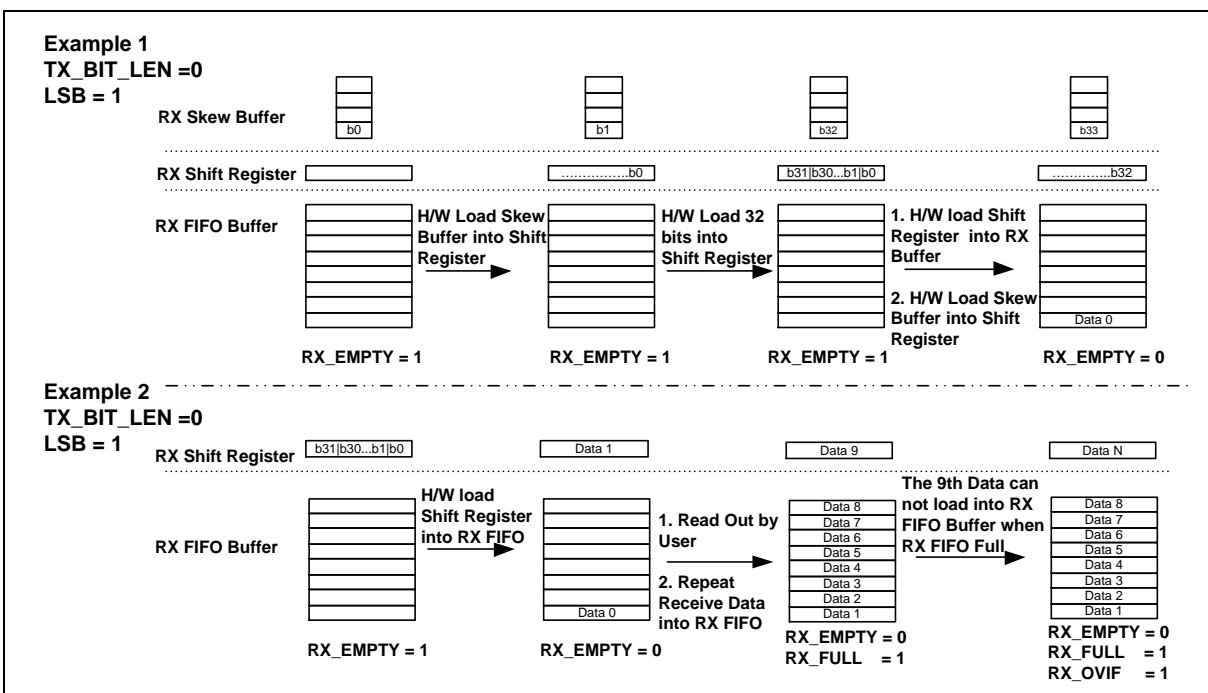 Example 1
TX_BIT_LEN =0
LSB = 1
RX Skew Buffer
b0
b1
b32
b33
RX Shift Register
……………..b0
b31|b30...b1|b0
…………..b32
RX FIFO Buffer
H/W Load Skew
Buffer into Shift
Register
H/W Load 32
bits into
Shift Register
1. H/W load Shift
Register into RX
Buffer
2. H/W Load Skew
Buffer into Shift
Register
Data 0
RX_EMPTY = 1
RX_EMPTY = 1
RX_EMPTY = 1
RX_EMPTY = 0
Example 2
TX_BIT_LEN =0
LSB = 1
RX Shift Register
b31|b30...b1|b0
Data 1
Data 9
Data N
RX FIFO Buffer
H/W load
Shift Register
into RX FIFO
Data 0
1. Read Out by
User
2. Repeat
Receive Data
into RX FIFO
Data 8
Data 7
Data 6
Data 5
Data 4
Data 3
Data 2
Data 1
The 9th Data can
not load into RX
FIFO Buffer when
RX FIFO Full
Data 8
Data 7
Data 6
Data 5
Data 4
Data 3
Data 2
Data 1
RX_EMPTY = 1
RX_EMPTY = 0
RX_EMPTY = 0
RX_FULL = 1
RX_EMPTY = 0
RX_FULL = 1
RX_OVIF = 1